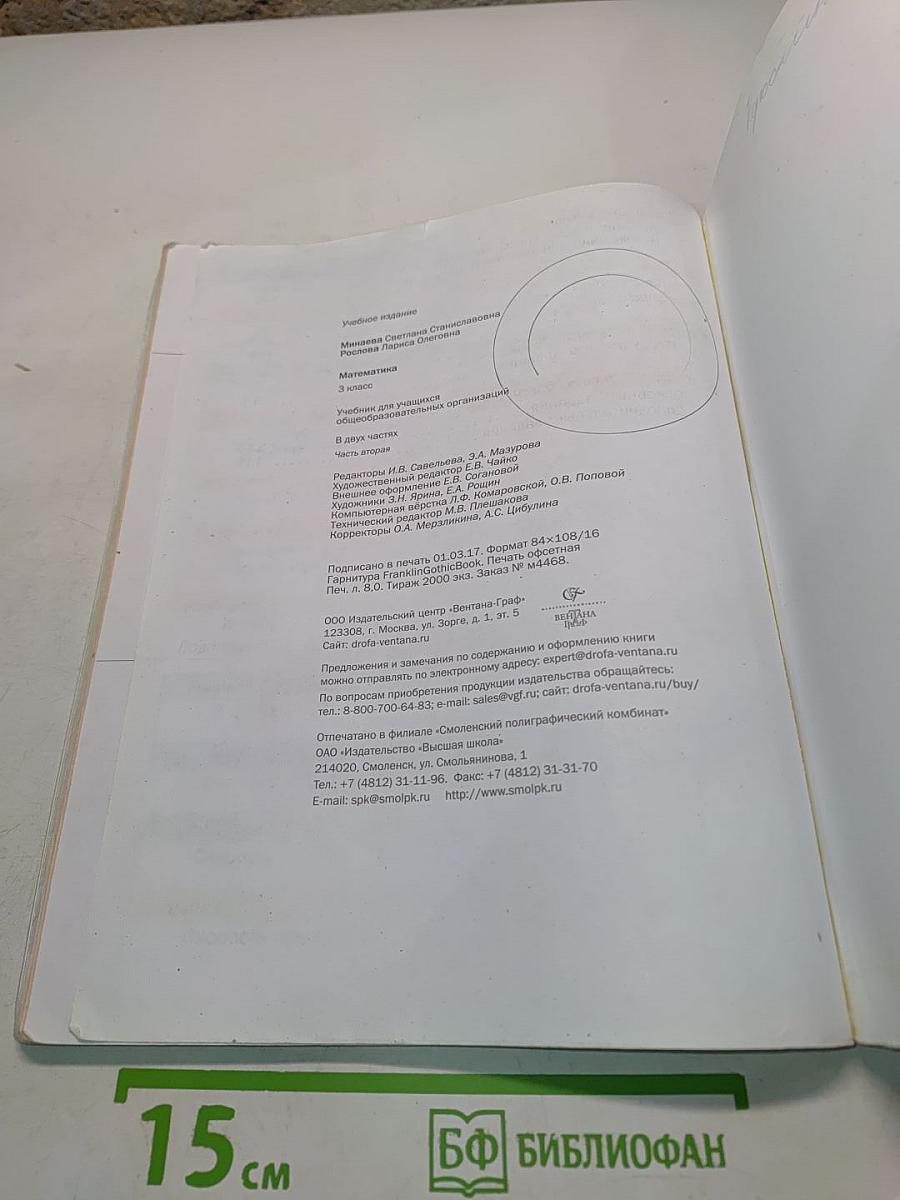 Учебное издание
Минаева Светлана Станиславовна
Рослова Лариса Олеговна
Математика
3 класс
Учебник для учащихся
общеобразовательных организаций
В двух частях
Часть вторая
Редакторы И.В. Савельева, Э.А. Мазурова
Художественный редактор Е.В. Чайко
Внешнее оформление Е.В. Согановой
Художники З.Н. Ярина, Е.А. Рощин
Компьютерная вёрстка Л.Ф. Комаровской, О.В. Поповой
Технический редактор М.В. Плешакова
Корректоры О.А. Мерзликина, А.С. Цибулина
Подписано в печать 01.03.17. Формат 84×108/16
Гарнитура FranklinGothicBook. Печать офсетная
Печ. л. 8,0. Тираж 2000 экз. Заказ № м4468.
ООО Издательский центр «Вентана-Граф»
123308, г. Москва, ул. Зорге, д. 1, эт. 5
Сайт: drofa-ventana.ru
ВЕНТАНА
ГРАФ
Предложения и замечания по содержанию и оформлению книги
можно отправлять по электронному адресу: expert@drofa-ventana.ru
По вопросам приобретения продукции издательства обращайтесь:
тел.: 8-800-700-64-83; e-mail: sales@vgf.ru; сайт: drofa-ventana.ru/buy/
Отпечатано в филиале «Смоленский полиграфический комбинат»
ОАО «Издательство «Высшая школа»
214020, Смоленск, ул. Смольянинова, 1
Тел.: +7 (4812) 31-11-96. Факс: +7 (4812) 31-31-70
E-mail: spk@smolpk.ru http://www.smolpk.ru
15 см
БФ БИБЛИОФАН